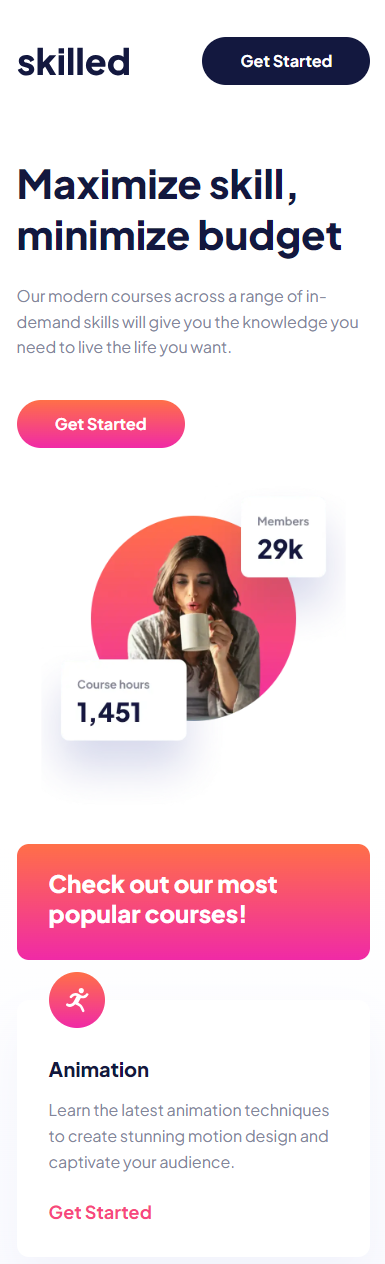 skilled
Get Started
Maximize skill,
minimize budget
Our modern courses across a range of in-
demand skills will give you the knowledge you
need to live the life you want.
Get Started
Members
29k
Course hours
1,451
Check out our most
popular courses!
Animation
Learn the latest animation techniques
to create stunning motion design and
captivate your audience.
Get Started